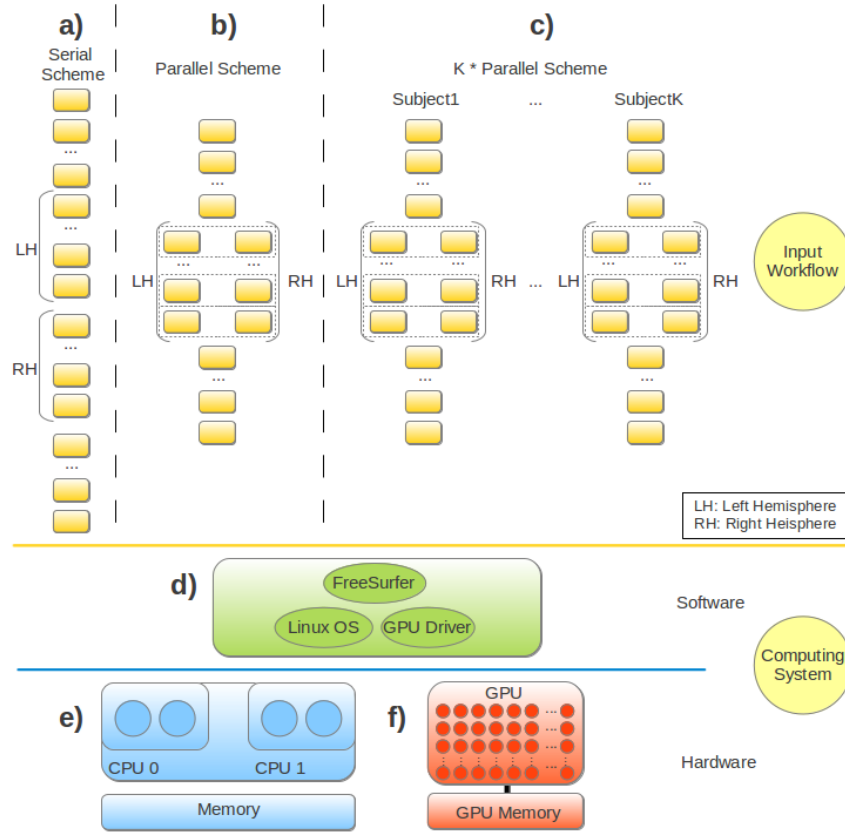 a)
Serial
Scheme
...
LH
...
RH
...
...
b)
Parallel Scheme
...
LH
... ...
RH
...
c)
K * Parallel Scheme
Subject1 ... SubjectK
... ...
LH
... ...
RH ... LH
... ...
RH
... ...
Input
Workflow
LH: Left Hemisphere
RH: Right Heisphere
d)
FreeSurfer
Linux OS GPU Driver
Software
Computing
System
e)
CPU 0 CPU 1
Memory
f)
GPU
...
...
...
...
GPU Memory
Hardware